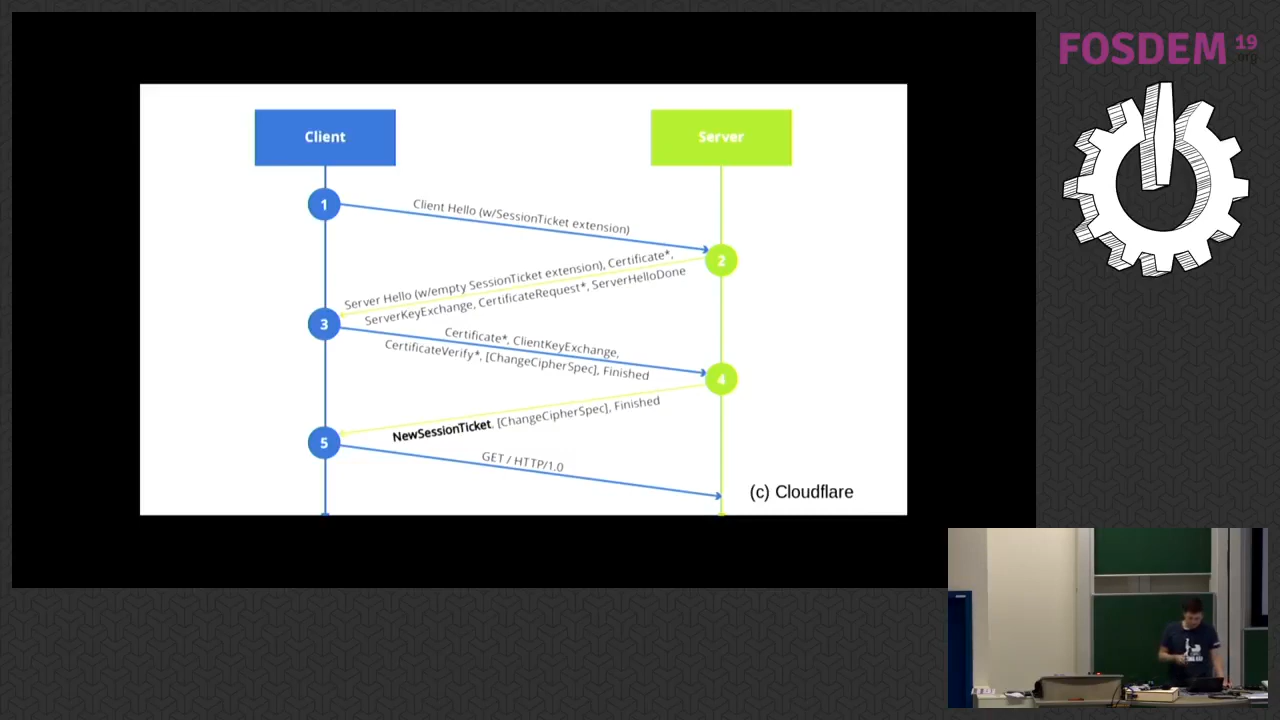 FOSDEM 19
.org
Client
Server
1
Client Hello (w/SessionTicket extension)
2
Server Hello (w/empty SessionTicket extension), Certificate*,
ServerKeyExchange, CertificateRequest*, ServerHelloDone
3
Certificate*, ClientKeyExchange,
CertificateVerify*, [ChangeCipherSpec], Finished
4
NewSessionTicket. [ChangeCipherSpec], Finished
5
GET / HTTP/1.0
(c) Cloudflare